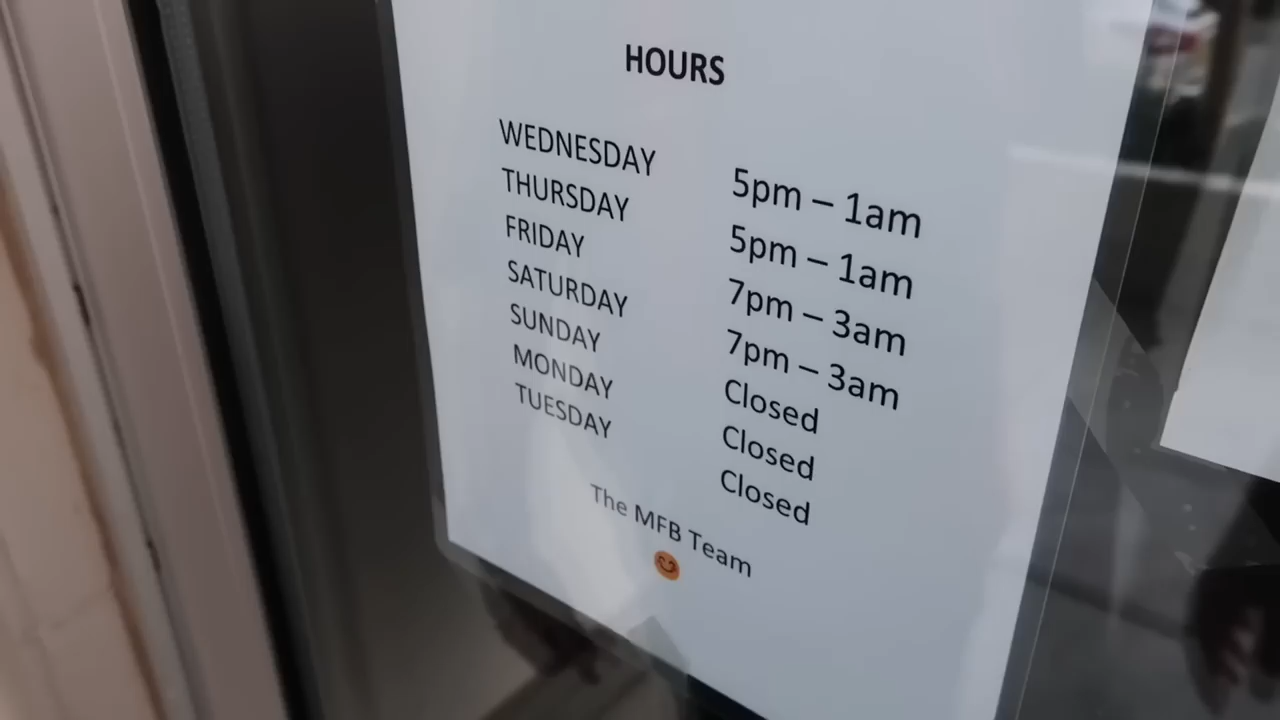 HOURS
WEDNESDAY 5pm – 1am
THURSDAY 5pm – 1am
FRIDAY 7pm – 3am
SATURDAY 7pm – 3am
SUNDAY Closed
MONDAY Closed
TUESDAY Closed
The MFB Team